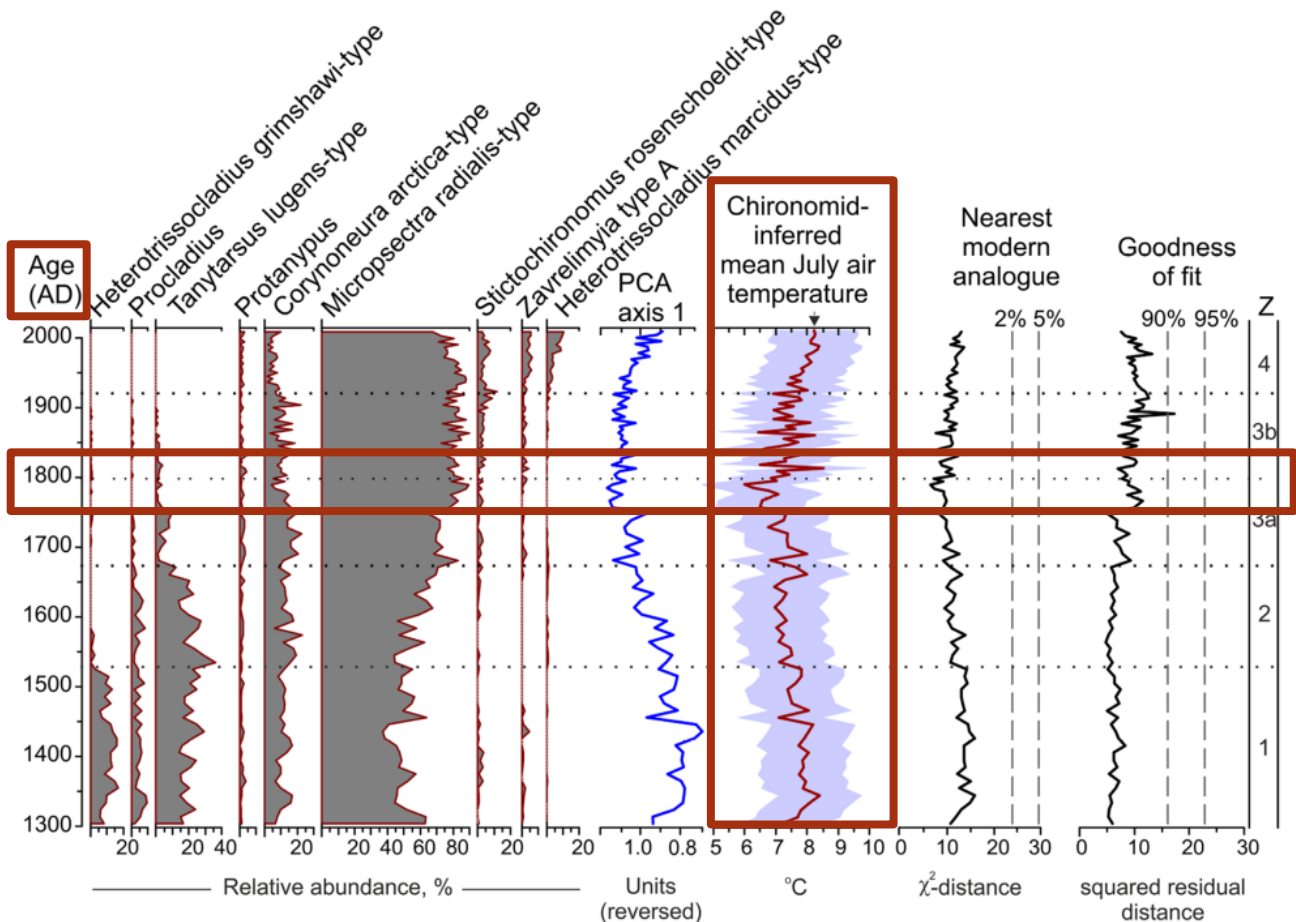 Heterotrissocladius grimshawi-type
Procladius
Tanytarsus lugens-type
Protanypus
Corynoneura arctica-type
Micropsectra radialis-type
Stictochironomus rosenschoeldi-type
Zavrelimyia type A
Heterotrissocladius marcidus-type
Age
(AD)
PCA
axis 1
Chironomid-
inferred
mean July air
temperature
Nearest
modern
analogue
2% 5%
Goodness
of fit
90% 95%
Z
2000
1900
1800
1700
1600
1500
1400
1300
4
3b
3a
2
1
20 20 20 20 20 20 40 60 80 20 20 20 1.0 0.8 5 6 7 8 9 10 0 10 20 30 0 10 20 30
Relative abundance, %
Units
(reversed)
°C
χ²-distance
squared residual
distance